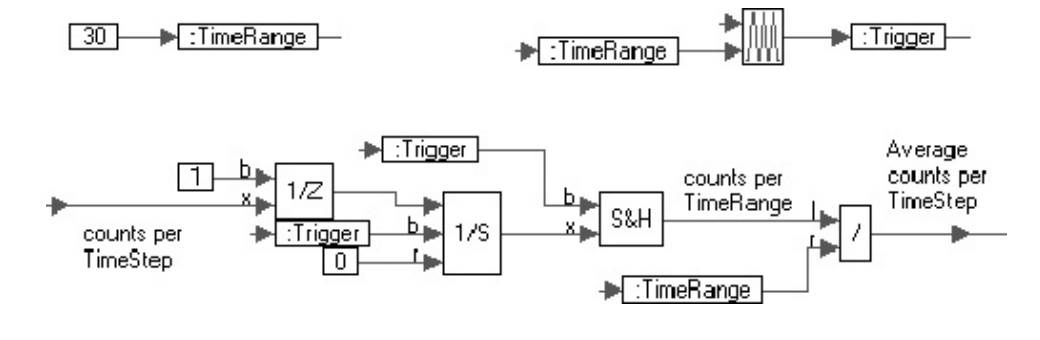 30
:TimeRange
:TimeRange
:Trigger
:Trigger
Average
counts per
TimeStep
1
b
x
1/Z
counts per
TimeStep
:Trigger
b
0
r
1/S
b
x
S&H
counts per
TimeRange
l
r
/
:TimeRange